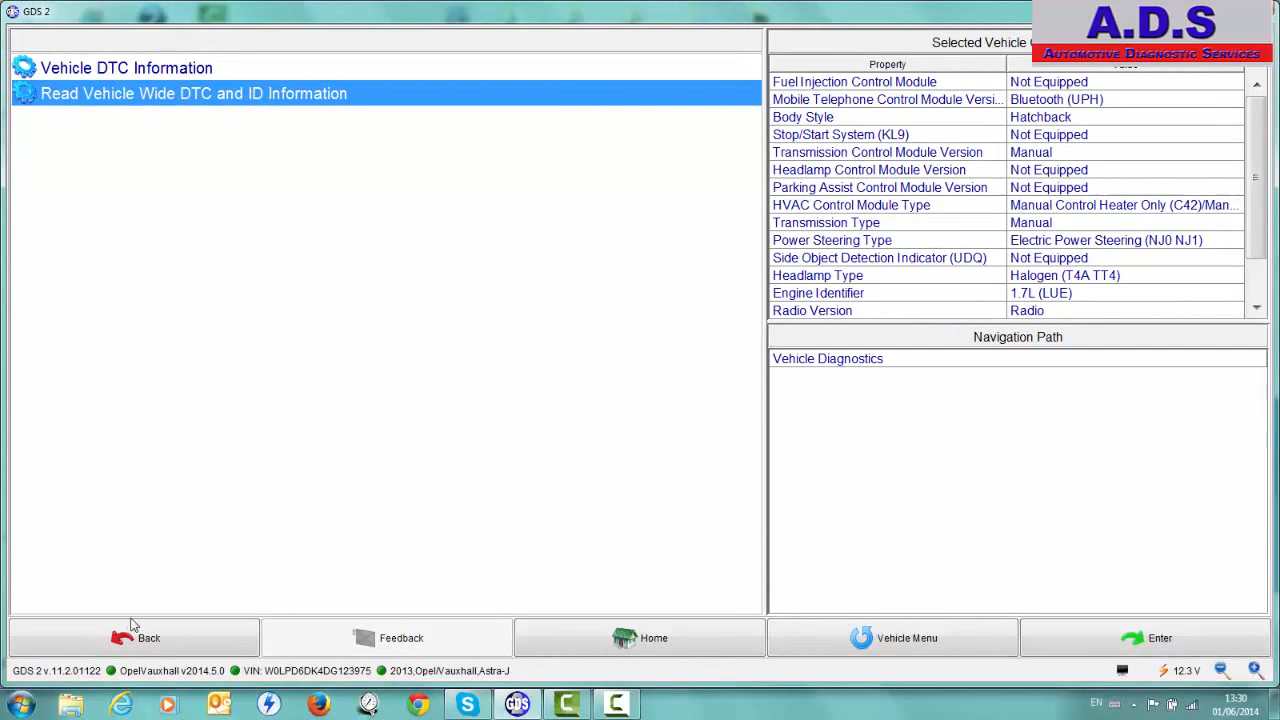 GDS 2
A.D.S
AUTOMOTIVE DIAGNOSTIC SERVICES
Selected Vehicle
Vehicle DTC Information
Read Vehicle Wide DTC and ID Information
Property
Fuel Injection Control Module Not Equipped
Mobile Telephone Control Module Versi... Bluetooth (UPH)
Body Style Hatchback
Stop/Start System (KL9) Not Equipped
Transmission Control Module Version Manual
Headlamp Control Module Version Not Equipped
Parking Assist Control Module Version Not Equipped
HVAC Control Module Type Manual Control Heater Only (C42)/Man...
Transmission Type Manual
Power Steering Type Electric Power Steering (NJ0 NJ1)
Side Object Detection Indicator (UDQ) Not Equipped
Headlamp Type Halogen (T4A TT4)
Engine Identifier 1.7L (LUE)
Radio Version Radio
Navigation Path
Vehicle Diagnostics
Back Feedback Home Vehicle Menu Enter
GDS 2 v.11.2.01122 Opel/Vauxhall v2014.5.0 VIN: W0LPD6DK4DG123975 2013,Opel/Vauxhall,Astra-J 12.3 V
EN 13:30
01/06/2014